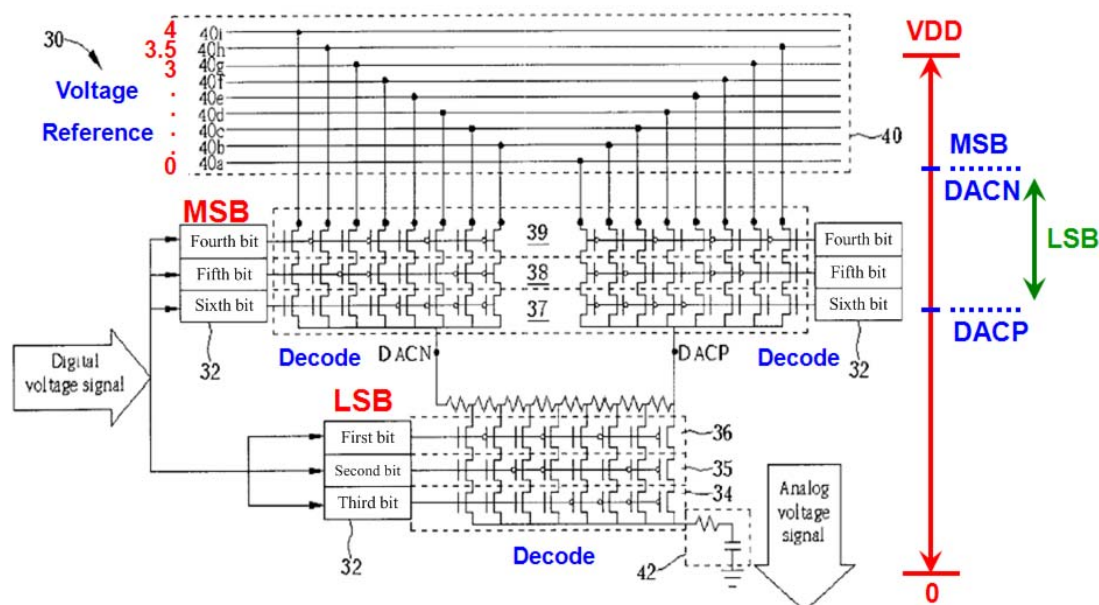 30
Voltage
Reference
4
3.5
3
.
.
.
0
40i
40h
40g
40f
40e
40d
40c
40b
40a
40
VDD
MSB
DACN
LSB
DACP
0
MSB
Fourth bit
Fifth bit
Sixth bit
32
39
38
37
Fourth bit
Fifth bit
Sixth bit
32
Decode
DACN
DACP
Decode
Digital
voltage signal
LSB
First bit
Second bit
Third bit
32
36
35
34
Decode
42
Analog
voltage
signal